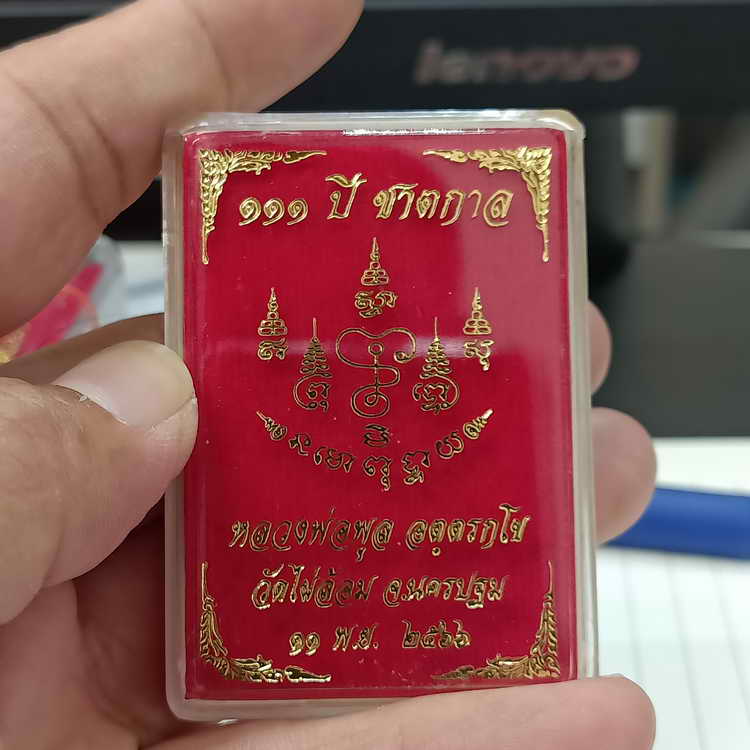 lenovo
๑๑๑ ปี ชาตกาล
หลวงพ่อพูล อตฺตรกฺโข
วัดไผ่ล้อม อ.นครปฐม
๑๑ พ.ย. ๒๕๖๖